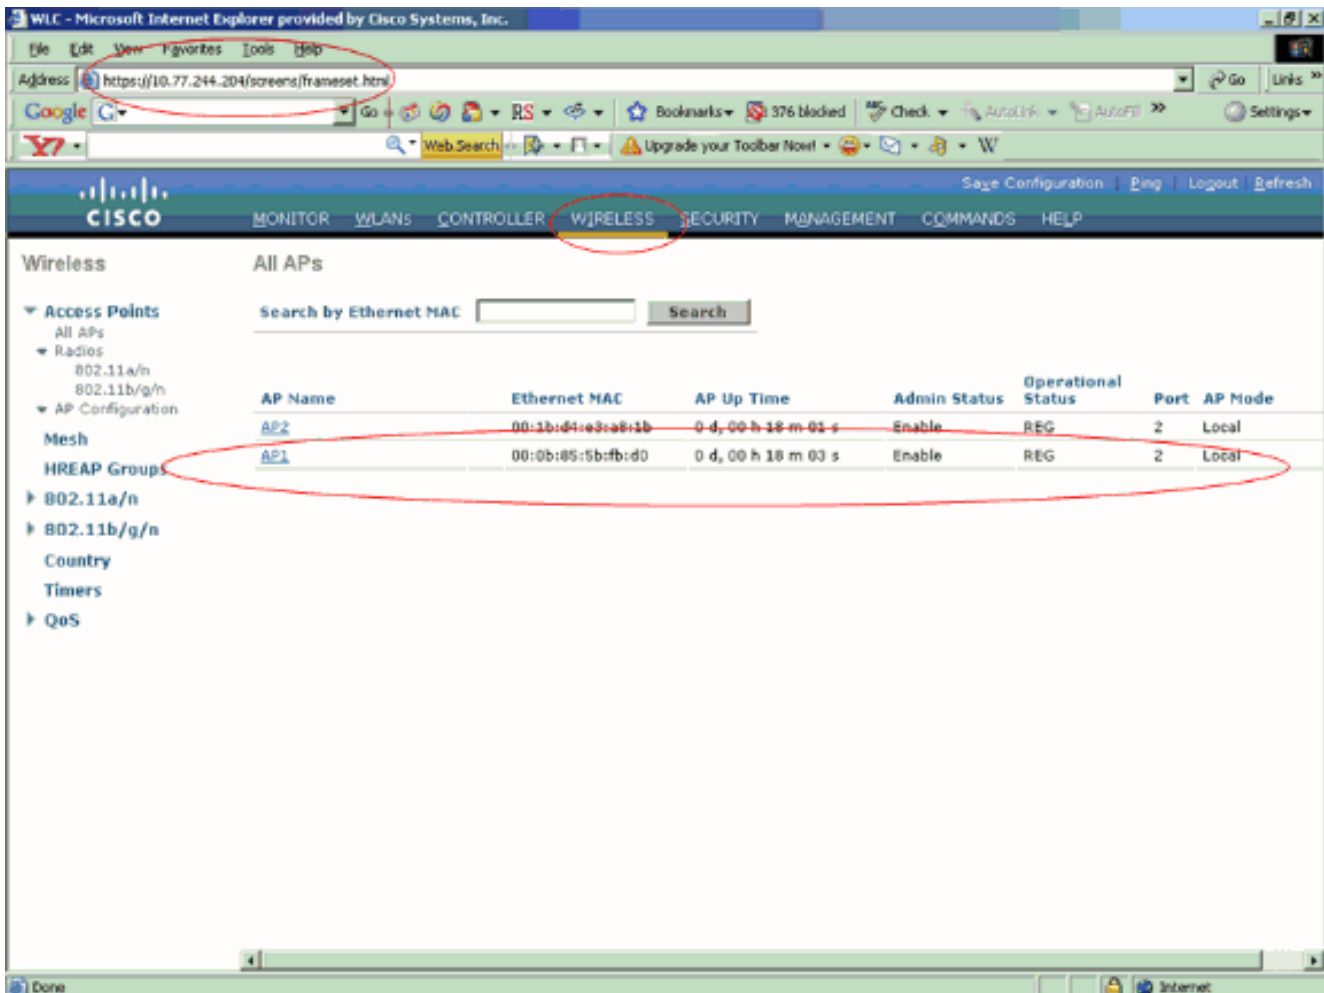 WLC - Microsoft Internet Explorer provided by Cisco Systems, Inc.
File Edit View Favorites Tools Help
Address https://10.77.244.204/screens/frameset.html Go Links »
Google G Go RS Bookmarks 376 blocked Check AutoLink AutoFill » Settings
Y7 Web Search Upgrade your Toolbar Now! W
Save Configuration | Ping | Logout | Refresh
CISCO MONITOR WLANs CONTROLLER WIRELESS SECURITY MANAGEMENT COMMANDS HELP
Wireless
Access Points
All APs
Radios
802.11a/n
802.11b/g/n
AP Configuration
Mesh
HREAP Groups
802.11a/n
802.11b/g/n
Country
Timers
QoS
All APs
Search by Ethernet MAC Search
AP Name Ethernet MAC AP Up Time Admin Status Operational Status Port AP Mode
AP2 00:1b:d4:e3:a8:1b 0 d, 00 h 18 m 01 s Enable REG 2 Local
AP1 00:0b:85:5b:fb:d0 0 d, 00 h 18 m 03 s Enable REG 2 Local
Done Internet